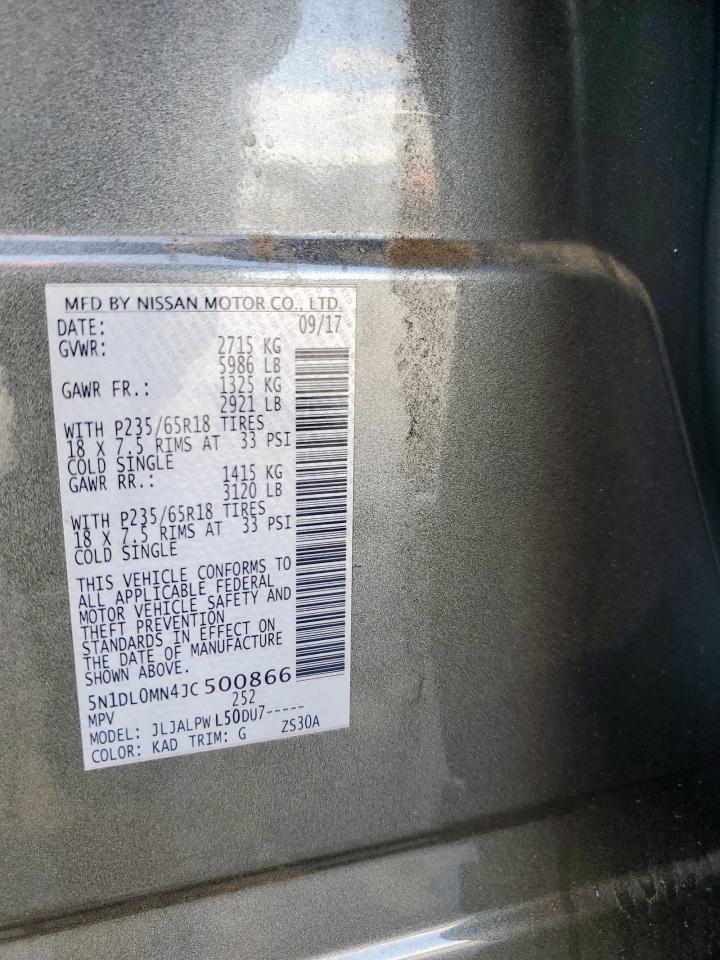 MFD BY NISSAN MOTOR CO., LTD.
DATE: 09/17
GVWR: 2715 KG
5986 LB
GAWR FR.: 1325 KG
2921 LB
WITH P235/65R18 TIRES
18 X 7.5 RIMS AT 33 PSI
COLD SINGLE
GAWR RR.: 1415 KG
3120 LB
WITH P235/65R18 TIRES
18 X 7.5 RIMS AT 33 PSI
COLD SINGLE
THIS VEHICLE CONFORMS TO
ALL APPLICABLE FEDERAL
MOTOR VEHICLE SAFETY AND
THEFT PREVENTION
STANDARDS IN EFFECT ON
THE DATE OF MANUFACTURE
SHOWN ABOVE.
5N1DL0MN4JC500866
MPV 252
MODEL: JLJALPWL50DU7-----
COLOR: KAD TRIM: G ZS30A